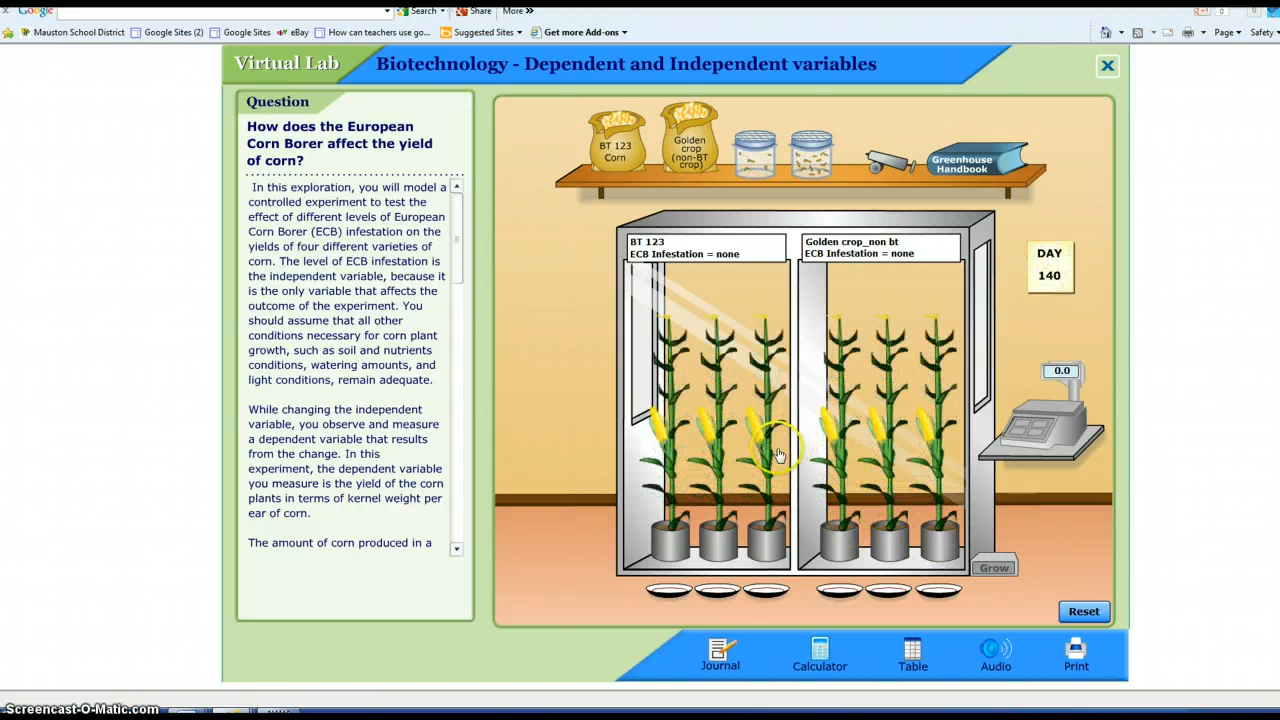 Google
Search
Share
More »
Mauston School District
Google Sites (2)
Google Sites
eBay
How can teachers use go...
Suggested Sites
Get more Add-ons
Page
Safety
Virtual Lab
Biotechnology - Dependent and Independent variables
X
Question
How does the European
Corn Borer affect the yield
of corn?
In this exploration, you will model a
controlled experiment to test the
effect of different levels of European
Corn Borer (ECB) infestation on the
yields of four different varieties of
corn. The level of ECB infestation is
the independent variable, because it
is the only variable that affects the
outcome of the experiment. You
should assume that all other
conditions necessary for corn plant
growth, such as soil and nutrients
conditions, watering amounts, and
light conditions, remain adequate.
While changing the independent
variable, you observe and measure
a dependent variable that results
from the change. In this
experiment, the dependent variable
you measure is the yield of the corn
plants in terms of kernel weight per
ear of corn.
The amount of corn produced in a
BT 123
Corn
Golden
crop
(non-BT
crop)
Greenhouse
Handbook
BT 123
ECB Infestation = none
Golden crop_non bt
ECB Infestation = none
DAY
140
0.0
Grow
Reset
Journal
Calculator
Table
Audio
Print
Screencast-O-Matic.com